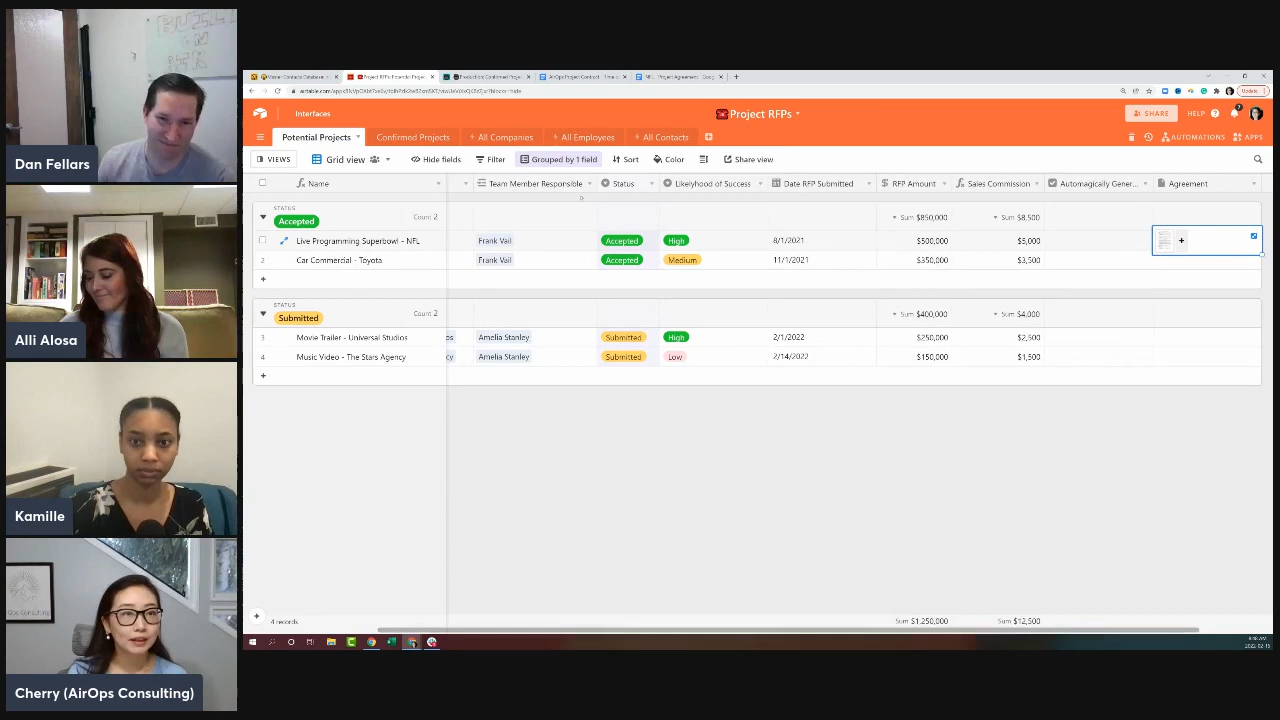 Dan Fellars
Alli Alosa
Kamille
Ops Consulting
Cherry (AirOps Consulting)
Update
Interfaces
Project RFPs
SHARE
HELP
Potential Projects
Confirmed Projects
All Companies
All Employees
All Contacts
AUTOMATIONS
APPS
VIEWS
Grid view
Hide fields
Filter
Grouped by 1 field
Sort
Color
Share view
Name
Team Member Responsible
Status
Likelyhood of Success
Date RFP Submitted
RFP Amount
Sales Commission
Automagically Gener...
Agreement
STATUS
Accepted
Count 2
Sum $850,000
Sum $8,500
Live Programming Superbowl - NFL
Frank Vail
Accepted
High
8/1/2021
$500,000
$5,000
2
Car Commercial - Toyota
Frank Vail
Accepted
Medium
11/1/2021
$350,000
$3,500
STATUS
Submitted
Count 2
Sum $400,000
Sum $4,000
3
Movie Trailer - Universal Studios
Amelia Stanley
Submitted
High
2/1/2022
$250,000
$2,500
4
Music Video - The Stars Agency
Amelia Stanley
Submitted
Low
2/14/2022
$150,000
$1,500
4 records
Sum $1,250,000
Sum $12,500